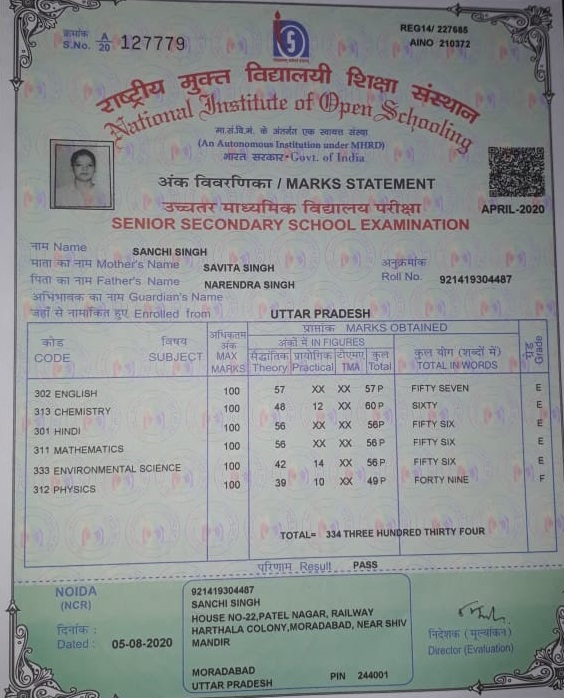 क्रमांक
S.No. A/20 127779
REG14/ 227685
AINO 210372
राष्ट्रीय मुक्त विद्यालयी शिक्षा संस्थान
National Institute of Open Schooling
मा.सं.वि.मं. के अंतर्गत एक स्वायत्त संस्था
(An Autonomous Institution under MHRD)
भारत सरकार-Govt. of India
अंक विवरणिका / MARKS STATEMENT
उच्चतर माध्यमिक विद्यालय परीक्षा
APRIL-2020
SENIOR SECONDARY SCHOOL EXAMINATION
नाम Name SANCHI SINGH
माता का नाम Mother's Name SAVITA SINGH अनुक्रमांक
पिता का नाम Father's Name NARENDRA SINGH Roll No. 921419304487
अभिभावक का नाम Guardian's Name
जहाँ से नामांकित हुए Enrolled from UTTAR PRADESH
कोड CODE विषय SUBJECT अधिकतम अंक MAX MARKS प्राप्तांक MARKS OBTAINED ग्रेड Grade
अंकों में IN FIGURES कुल योग (शब्दों में) TOTAL IN WORDS
सैद्धांतिक Theory प्रायोगिक Practical टीएमए TMA कुल Total
302 ENGLISH 100 57 XX XX 57 P FIFTY SEVEN E
313 CHEMISTRY 100 48 12 XX 60 P SIXTY E
301 HINDI 100 56 XX XX 56P FIFTY SIX E
311 MATHEMATICS 100 56 XX XX 56 P FIFTY SIX E
333 ENVIRONMENTAL SCIENCE 100 42 14 XX 56 P FIFTY SIX E
312 PHYSICS 100 39 10 XX 49 P FORTY NINE F
TOTAL= 334 THREE HUNDRED THIRTY FOUR
परिणाम Result PASS
NOIDA
(NCR)
दिनांक :
Dated : 05-08-2020
921419304487
SANCHI SINGH
HOUSE NO-22,PATEL NAGAR, RAILWAY
HARTHALA COLONY,MORADABAD, NEAR SHIV
MANDIR
MORADABAD
UTTAR PRADESH PIN 244001
निदेशक (मूल्यांकन)
Director (Evaluation)